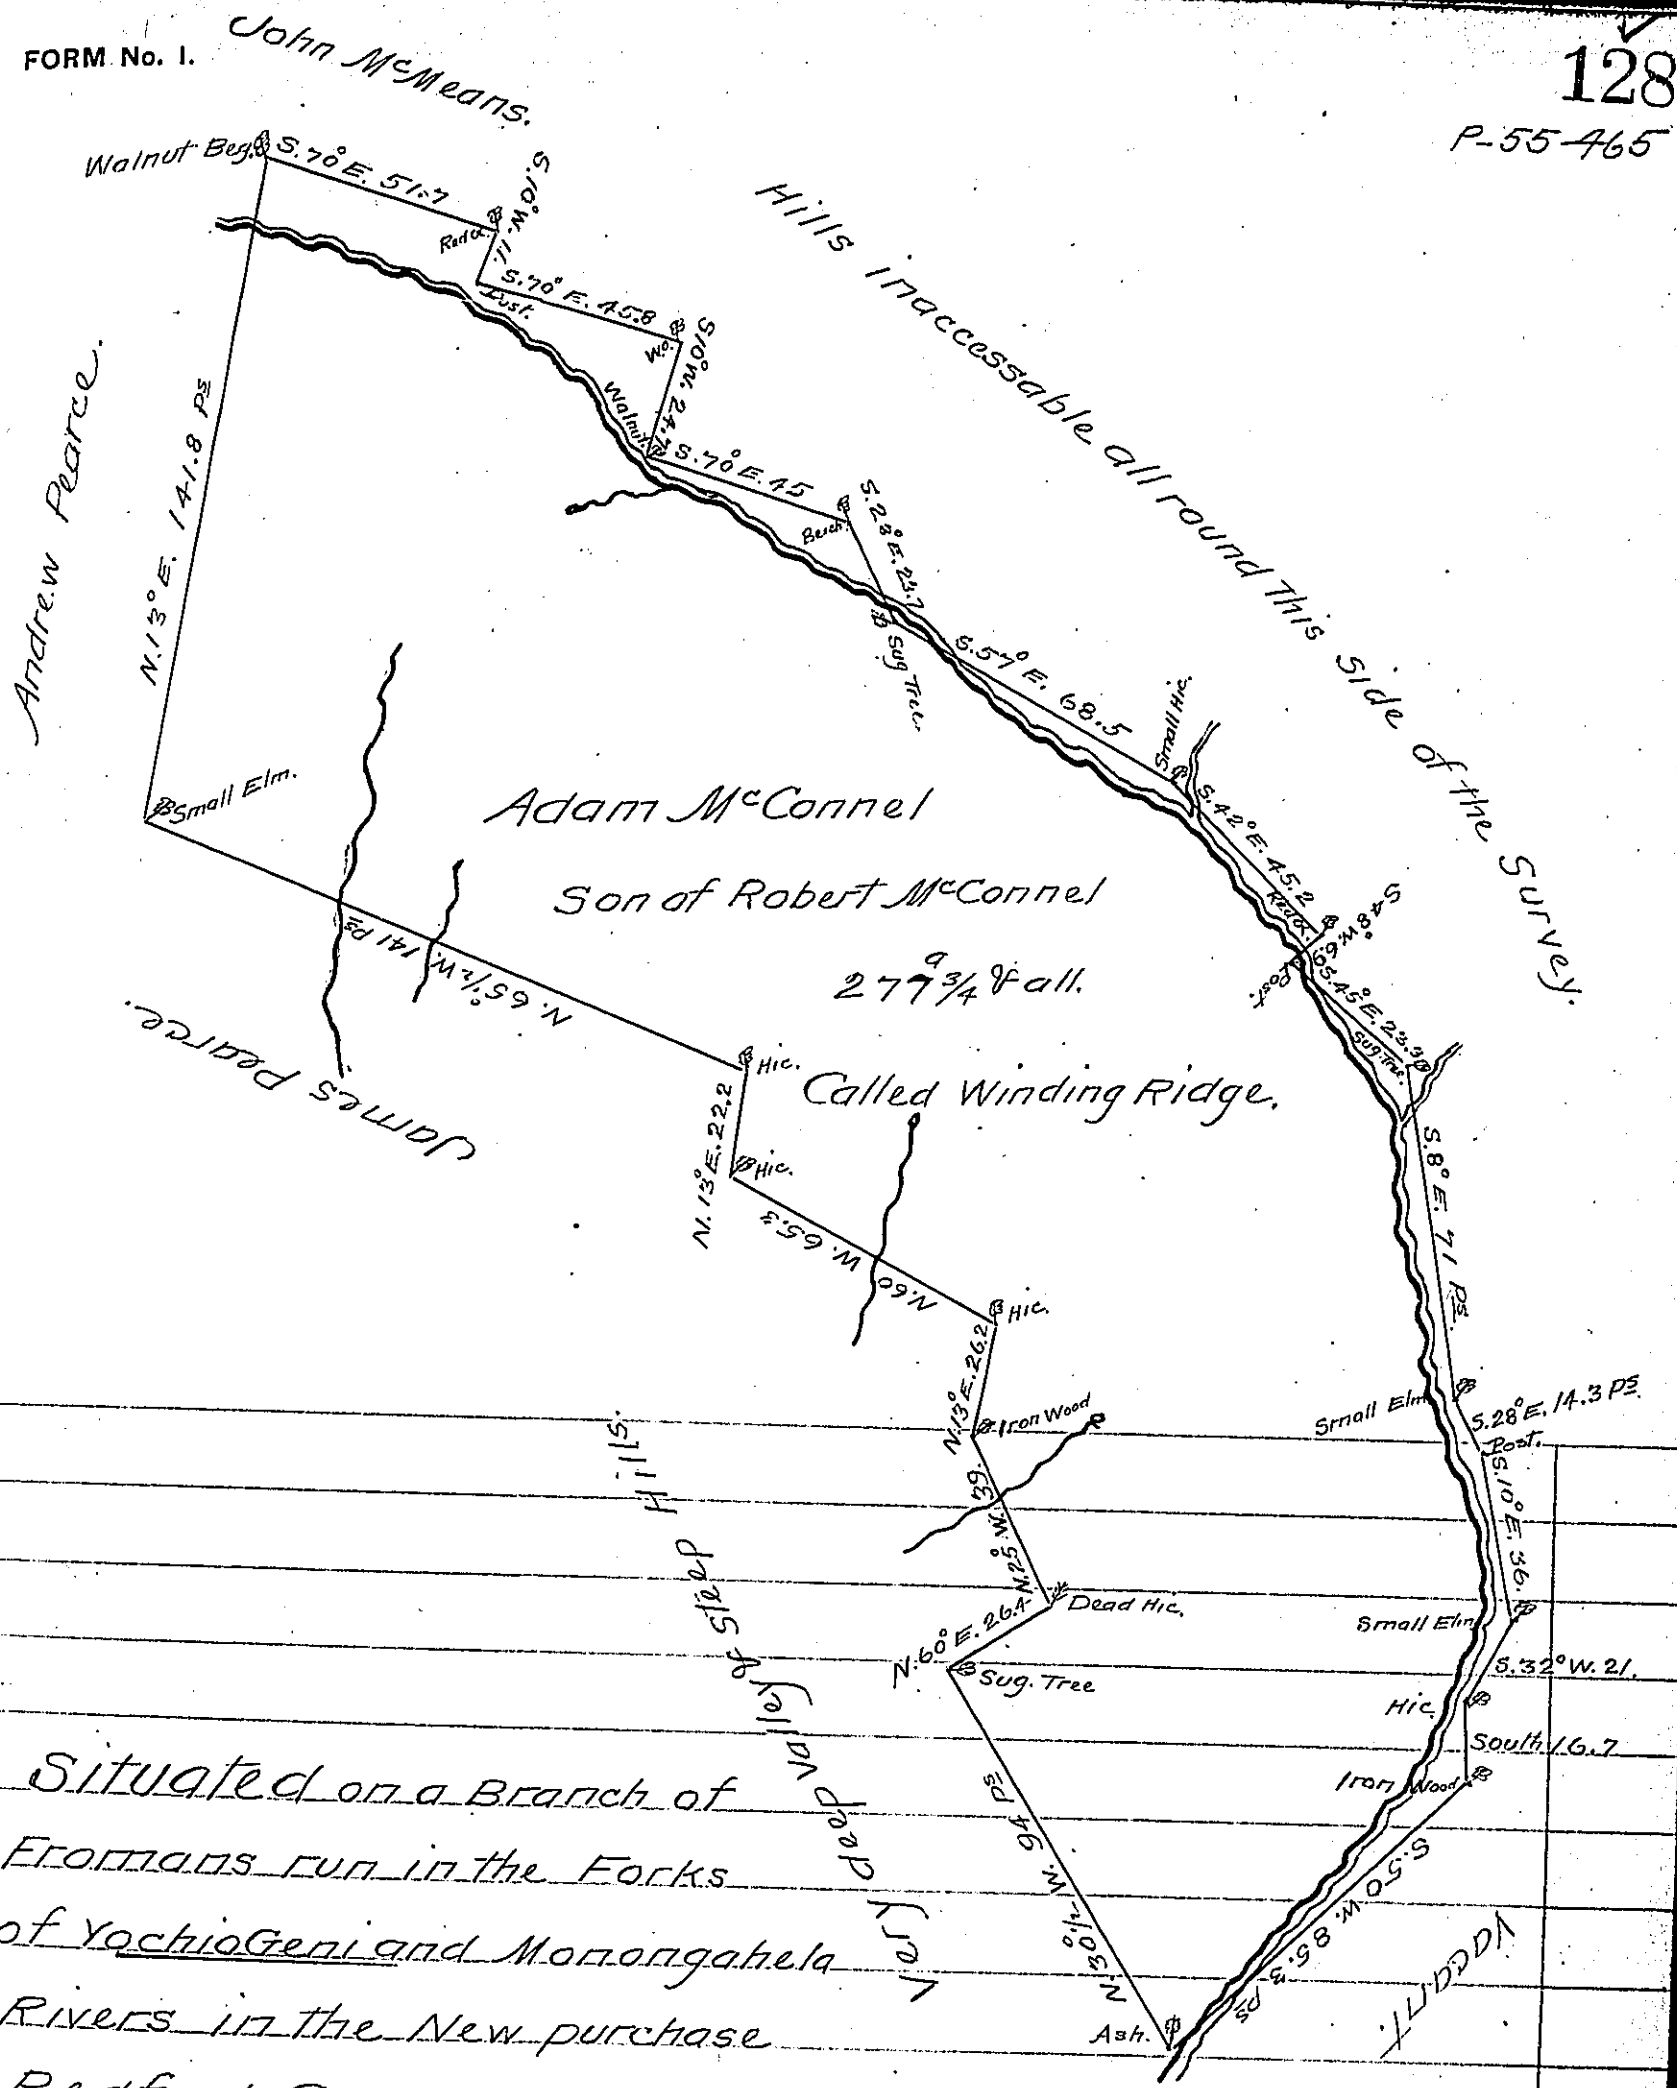 FORM No. 1.
128
P-55-465
John McMeans.
Walnut Beg.
S.70° E. 51.7
Red O.
S.10° W. 11.
Post.
S.70° E. 45.8
W.O.
S10° W. 24.7
Walnut.
S.70° E. 45
Beech.
S.23° E. 23.7
Sug Tree
S.57° E. 68.5
Small Hic.
S.42° E. 45.2
Red O.
S48° W. 6.9
Post.
S.45° E. 23.3
Sug. Tree.
S.8° E. 71 Ps.
Small Elm
S.28° E. 14.3 Ps.
Post.
S.10° E. 36.
Small Elm
S.32° W. 21.
Hic.
South 16.7
Iron Wood
S.50 W. 85.3 Ps
Vacant.
Ash.
N.30°½ W. 94 Ps
Sug. Tree
N.60° E. 26.4
Dead Hic.
N.25° W. 39.
Iron Wood
N.13° E. 26.2
Hic.
N.60 W. 65.3
Hic.
N.13° E. 22.2
Hic.
N.65°½ W. 141 Ps
Small Elm.
N.13° E. 141.8 Ps
Andrew Pearce.
James Pearce.
Hills inaccessable all round This Side of the Survey.
Adam McConnel
Son of Robert McConnel
277a ¾ & all.
Called Winding Ridge.
Very deep valley & Steep Hills.
Situated on a Branch of
Fromans run in the Forks
of YochioGeni and Monongahela
Rivers in the New purchase